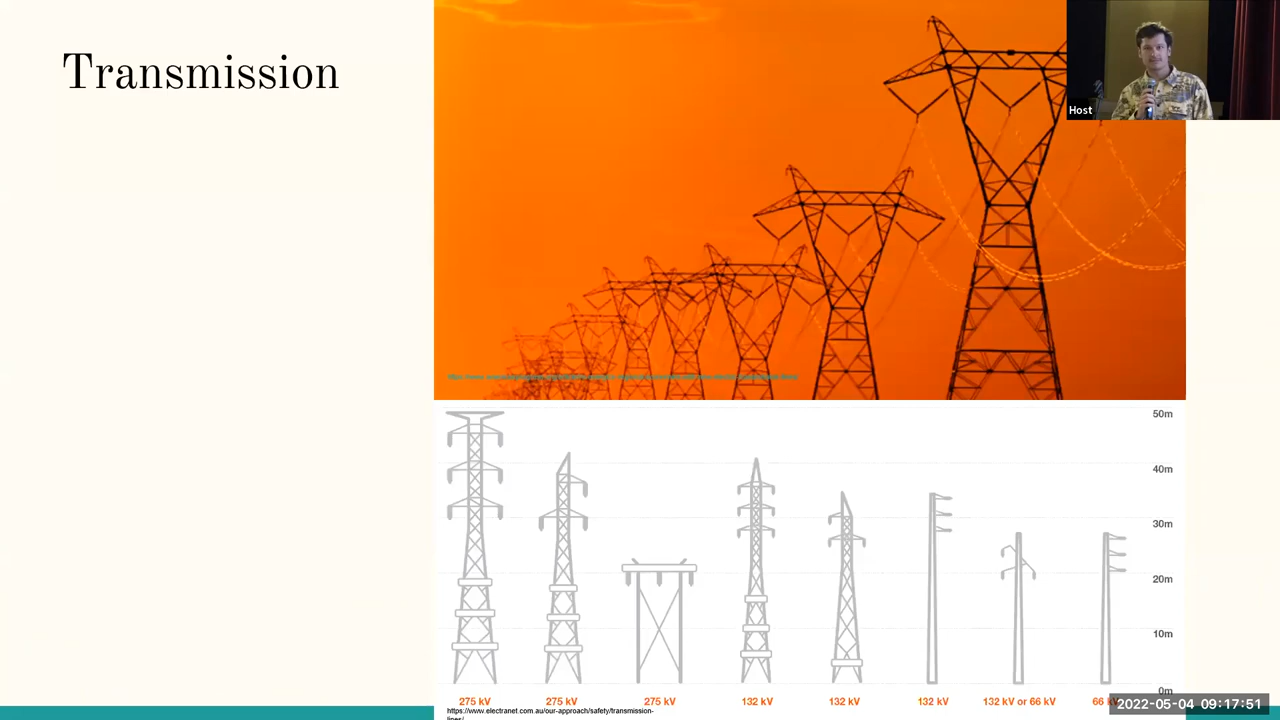 Transmission
Host
50m
40m
30m
20m
10m
0m
275 kV
275 kV
275 kV
132 kV
132 kV
132 kV
132 kV or 66 kV
66
2022-05-04 09:17:51
https://www.electranet.com.au/our-approach/safety/transmission-
lines/